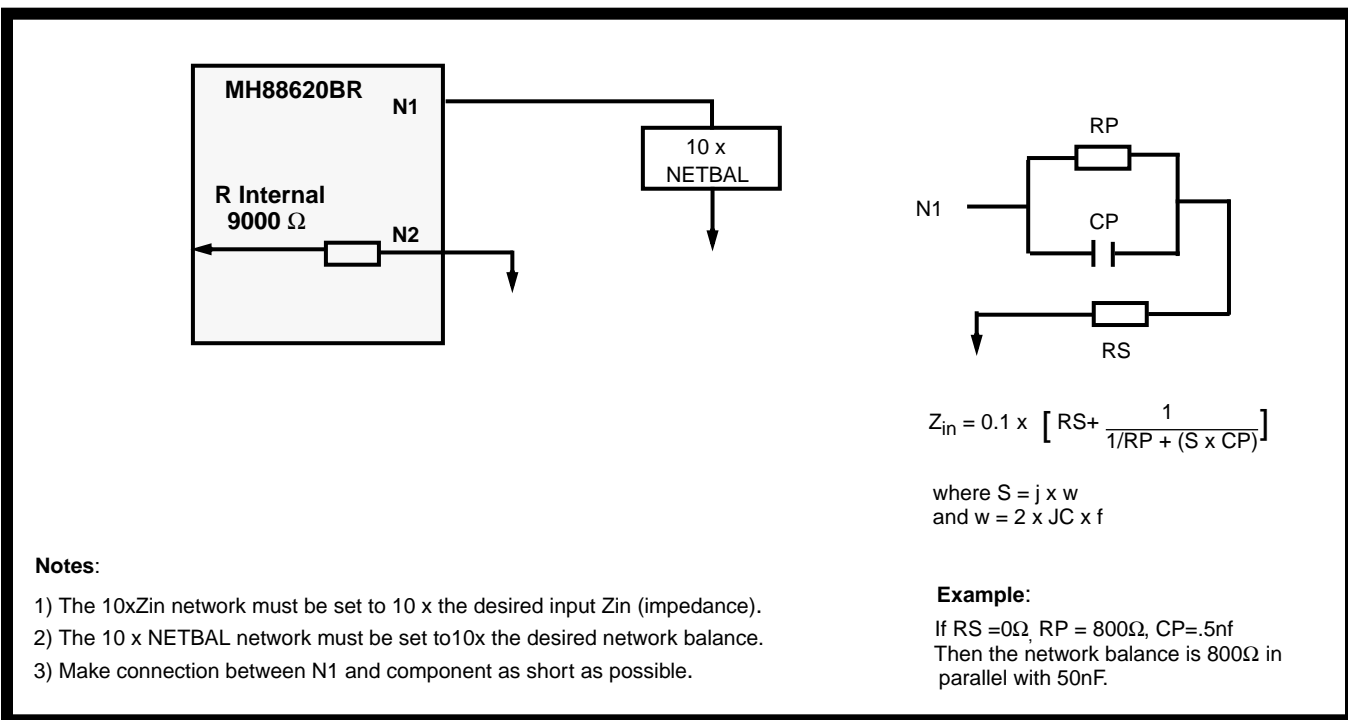 MH88620BR
N1
10 x
NETBAL
R Internal
9000 Ω
N2
RP
N1
CP
RS
Z_in = 0.1 x [ RS+ 1 / 1/RP + (S x CP) ]
where S = j x w
and w = 2 x JC x f
Notes:
1) The 10xZin network must be set to 10 x the desired input Zin (impedance).
2) The 10 x NETBAL network must be set to10x the desired network balance.
3) Make connection between N1 and component as short as possible.
Example:
If RS =0Ω, RP = 800Ω, CP=.5nf
Then the network balance is 800Ω in
parallel with 50nF.